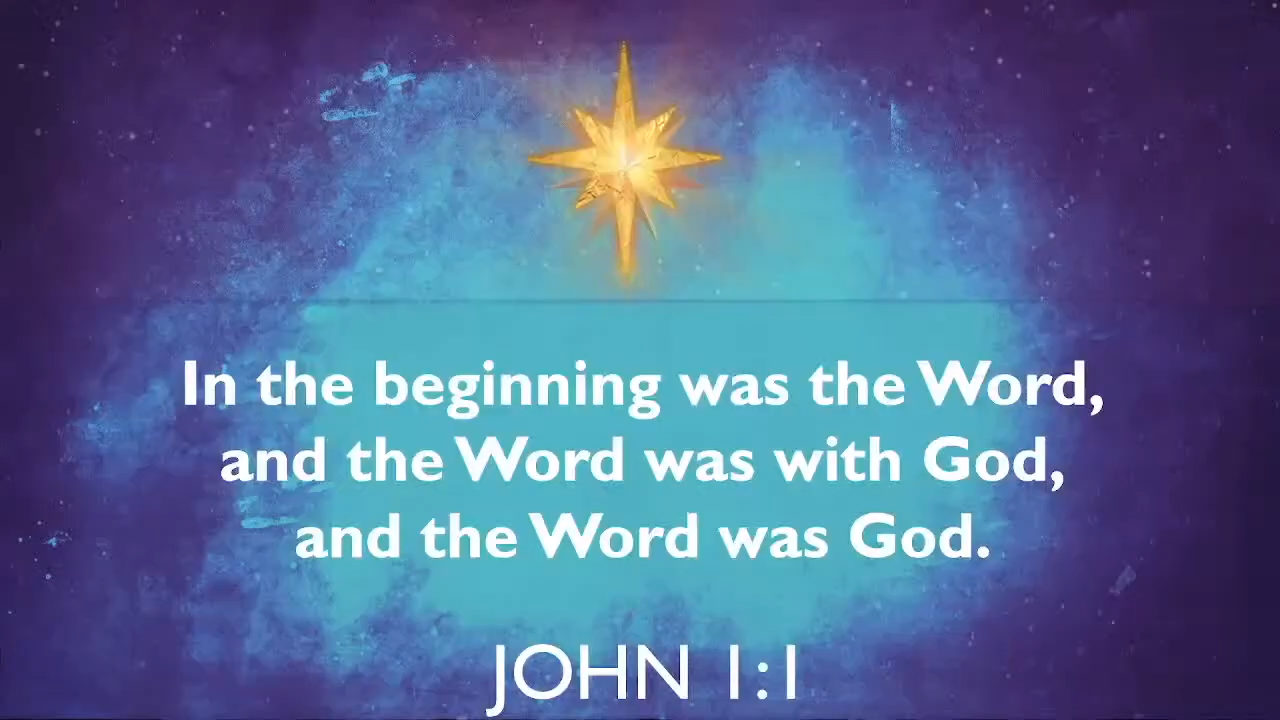 In the beginning was the Word,
and the Word was with God,
and the Word was God.
JOHN 1:1